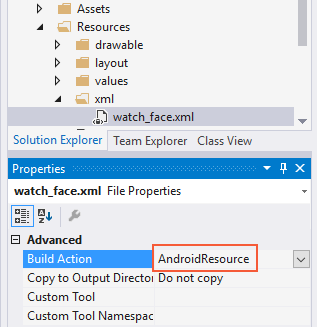 Assets
Resources
drawable
layout
values
xml
watch_face.xml
Solution Explorer Team Explorer Class View
Properties
watch_face.xml File Properties
Advanced
Build Action AndroidResource
Copy to Output Director Do not copy
Custom Tool
Custom Tool Namespac